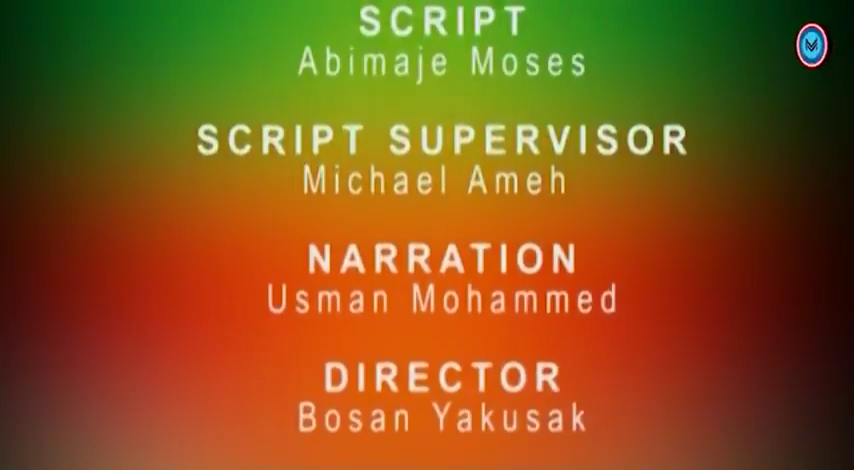 SCRIPT
Abimaje Moses
SCRIPT SUPERVISOR
Michael Ameh
NARRATION
Usman Mohammed
DIRECTOR
Bosan Yakusak